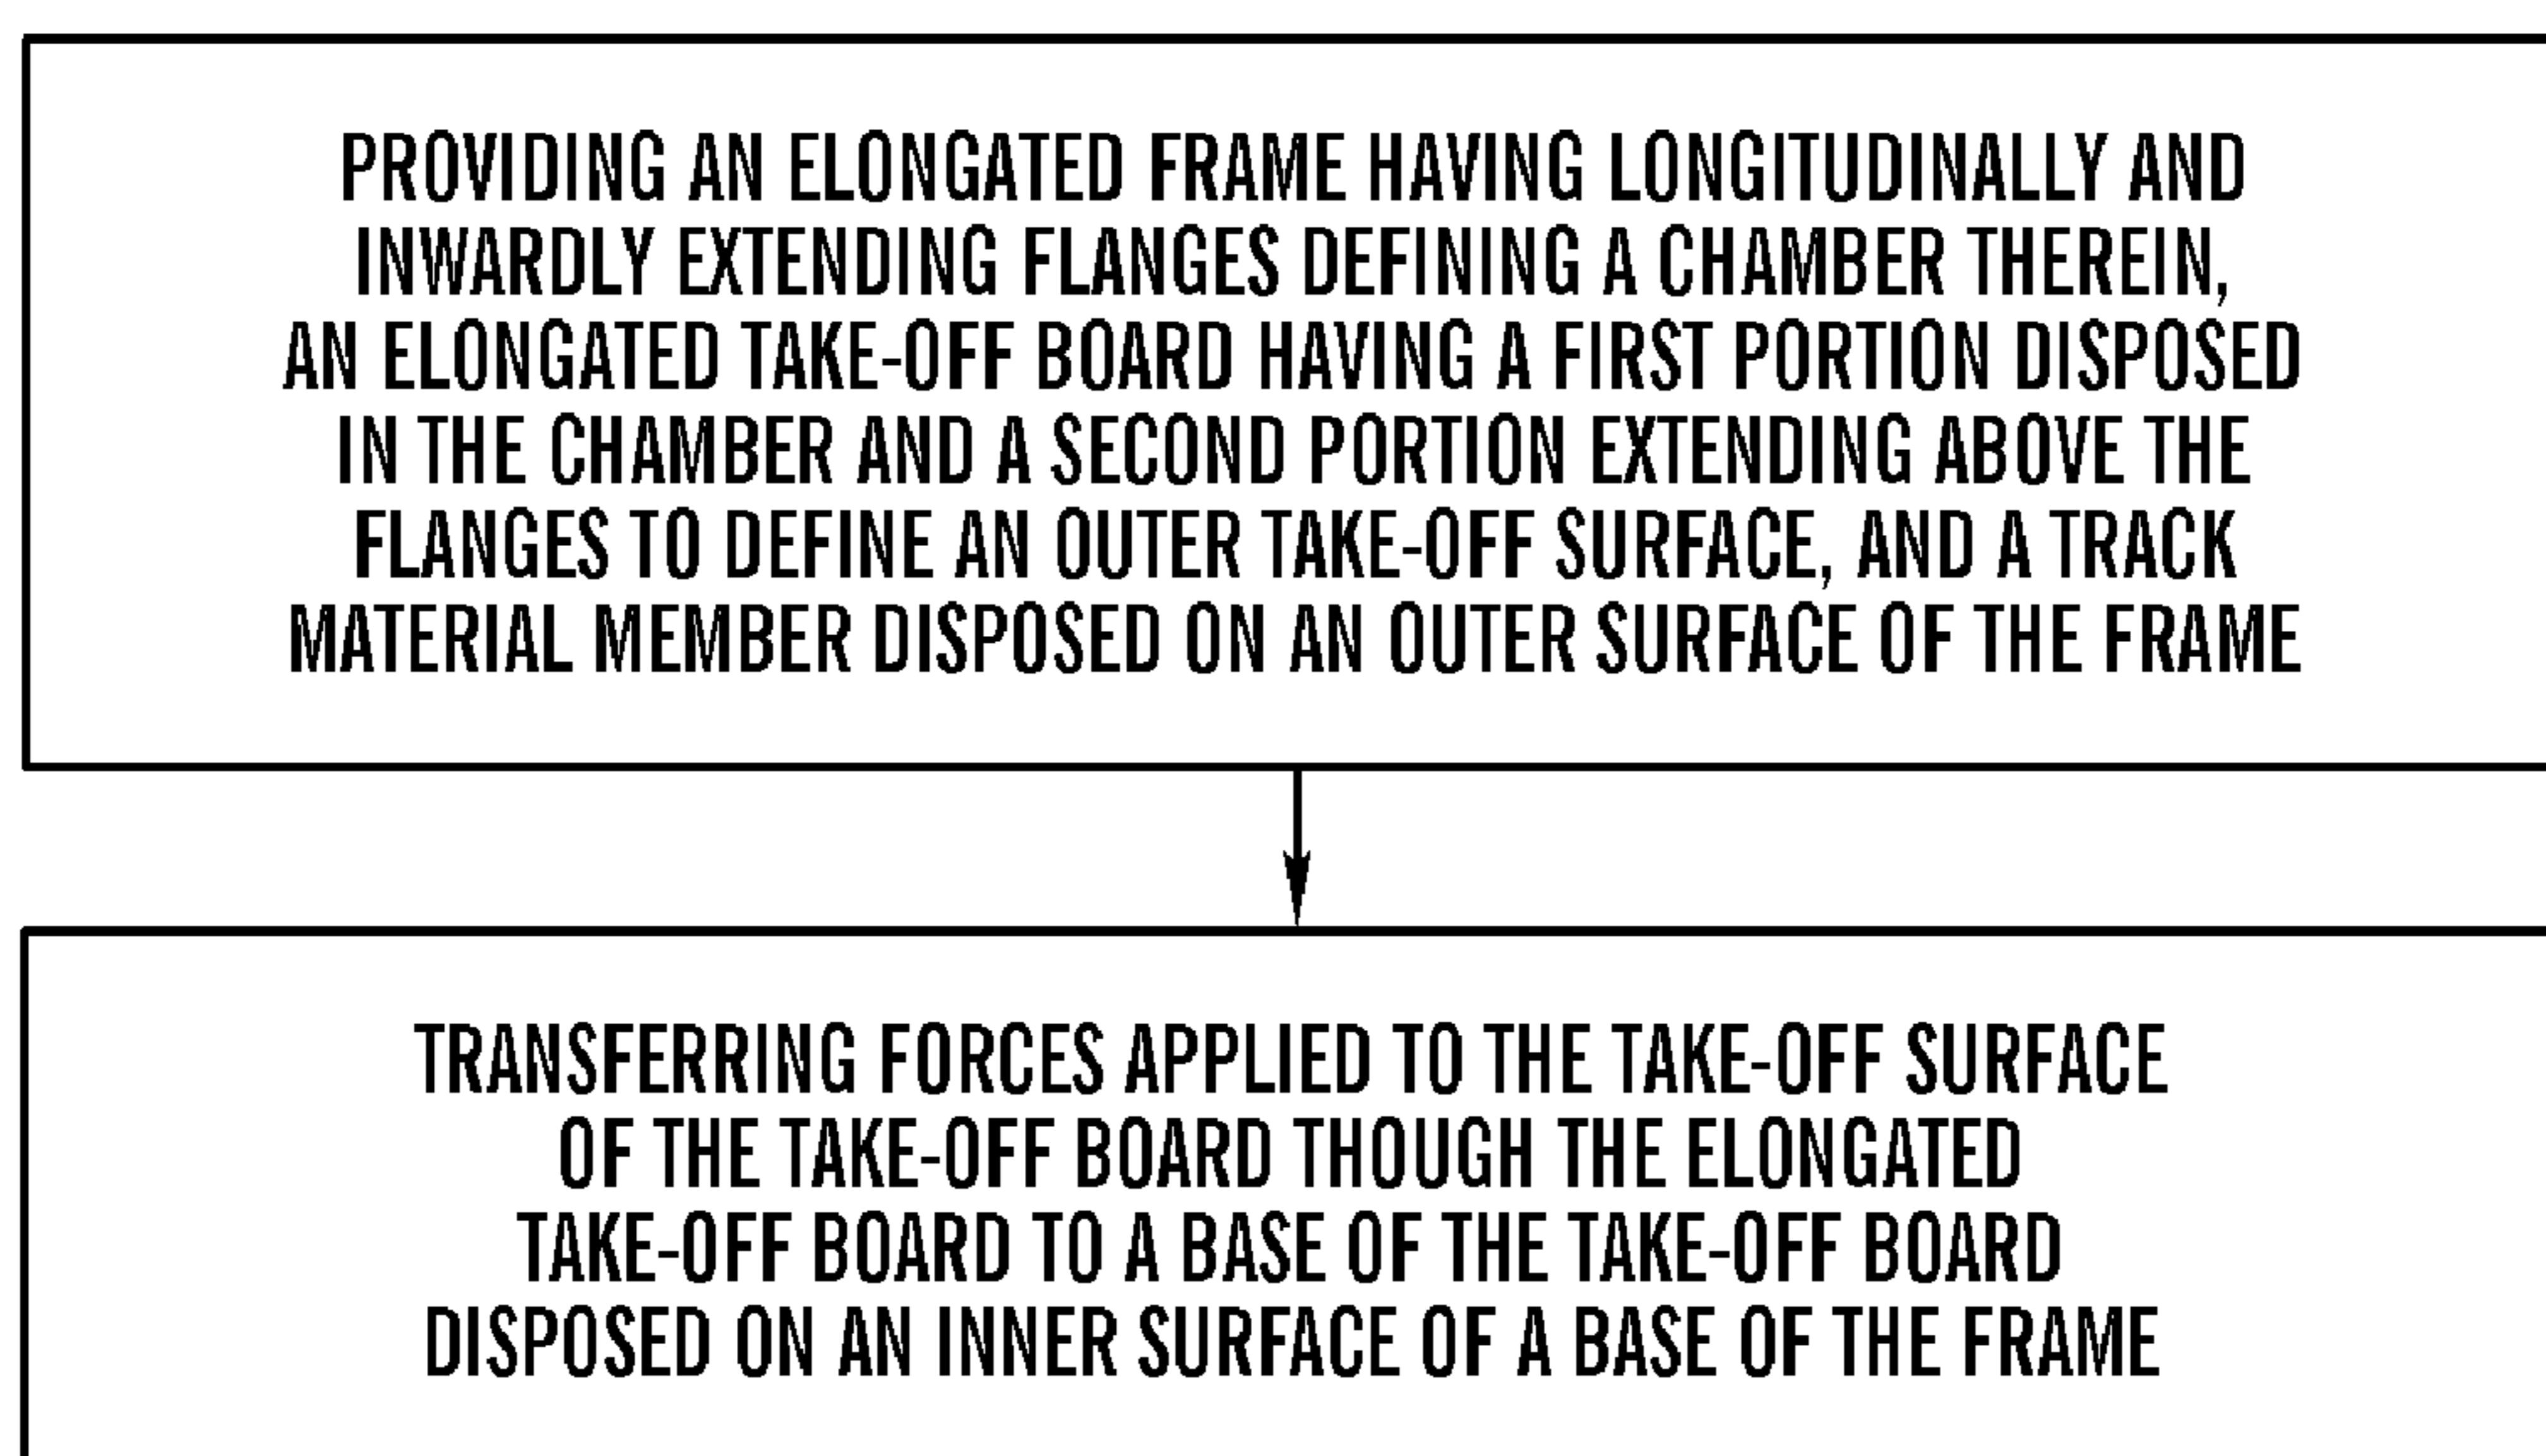 PROVIDING AN ELONGATED FRAME HAVING LONGITUDINALLY AND
INWARDLY EXTENDING FLANGES DEFINING A CHAMBER THEREIN,
AN ELONGATED TAKE-OFF BOARD HAVING A FIRST PORTION DISPOSED
IN THE CHAMBER AND A SECOND PORTION EXTENDING ABOVE THE
FLANGES TO DEFINE AN OUTER TAKE-OFF SURFACE, AND A TRACK
MATERIAL MEMBER DISPOSED ON AN OUTER SURFACE OF THE FRAME
TRANSFERRING FORCES APPLIED TO THE TAKE-OFF SURFACE
OF THE TAKE-OFF BOARD THOUGH THE ELONGATED
TAKE-OFF BOARD TO A BASE OF THE TAKE-OFF BOARD
DISPOSED ON AN INNER SURFACE OF A BASE OF THE FRAME